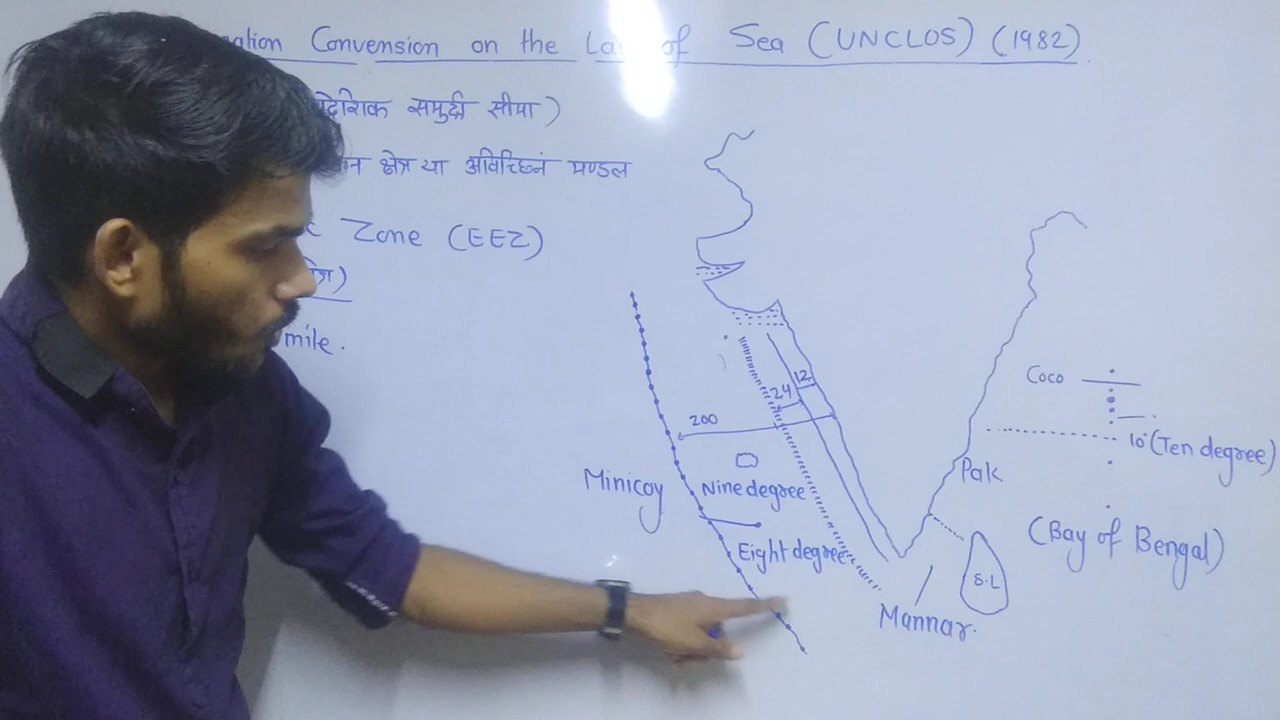 Convension on the Law of Sea (UNCLOS) (1982)
समुद्री सीमा)
क्षेत्र या अविच्छिनं मण्डल
Zone (EEZ)
mile.
12
24
200
Coco
10° (Ten degree)
Pak
Minicoy
Nine degree
Eight degree
(Bay of Bengal)
S.L
Mannar.